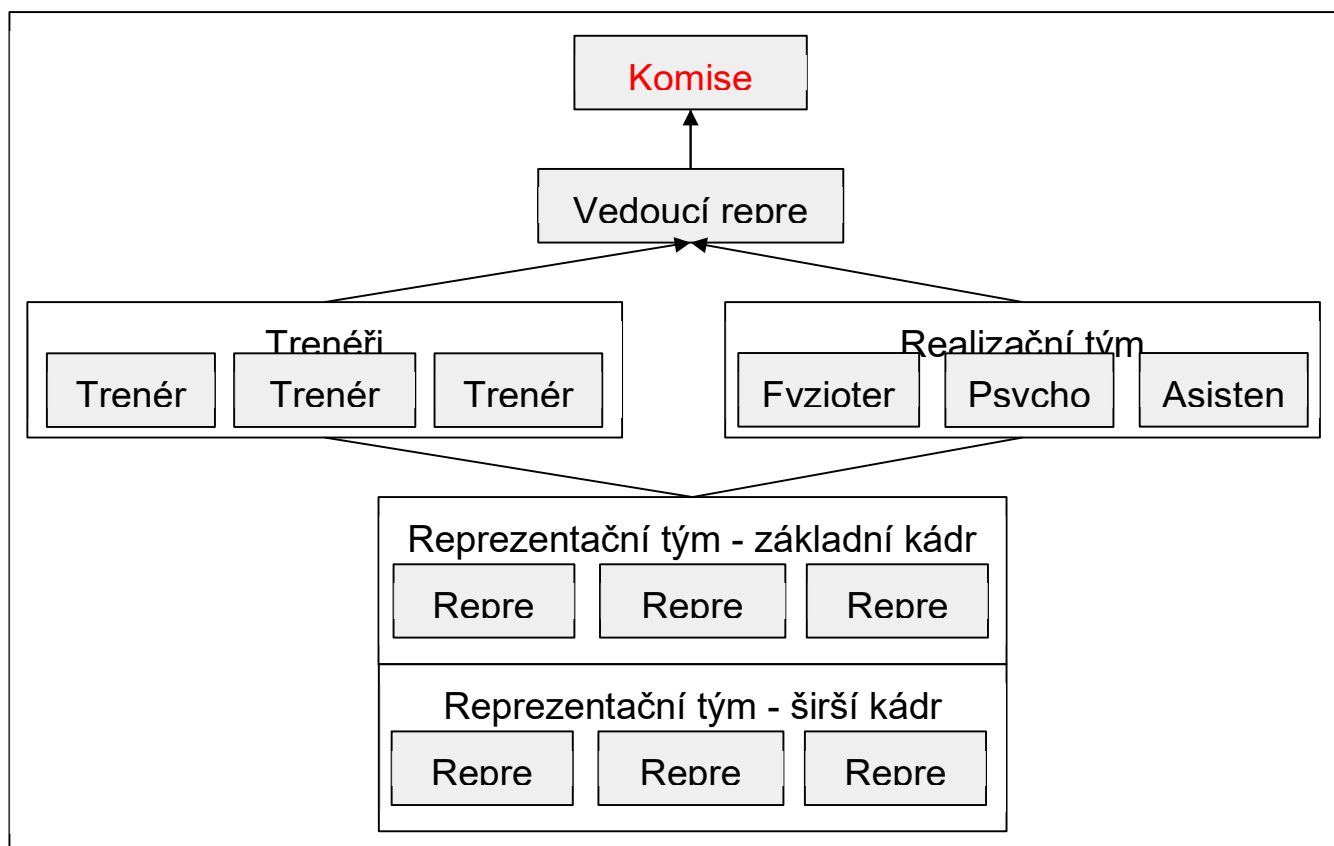 Komise
Vedoucí repre
Trenéři
Realizační tým
Trenér
Trenér
Trenér
Fyzioter
Psycho
Asisten
Reprezentační tým - základní kádr
Repre
Repre
Repre
Reprezentační tým - širší kádr
Repre
Repre
Repre